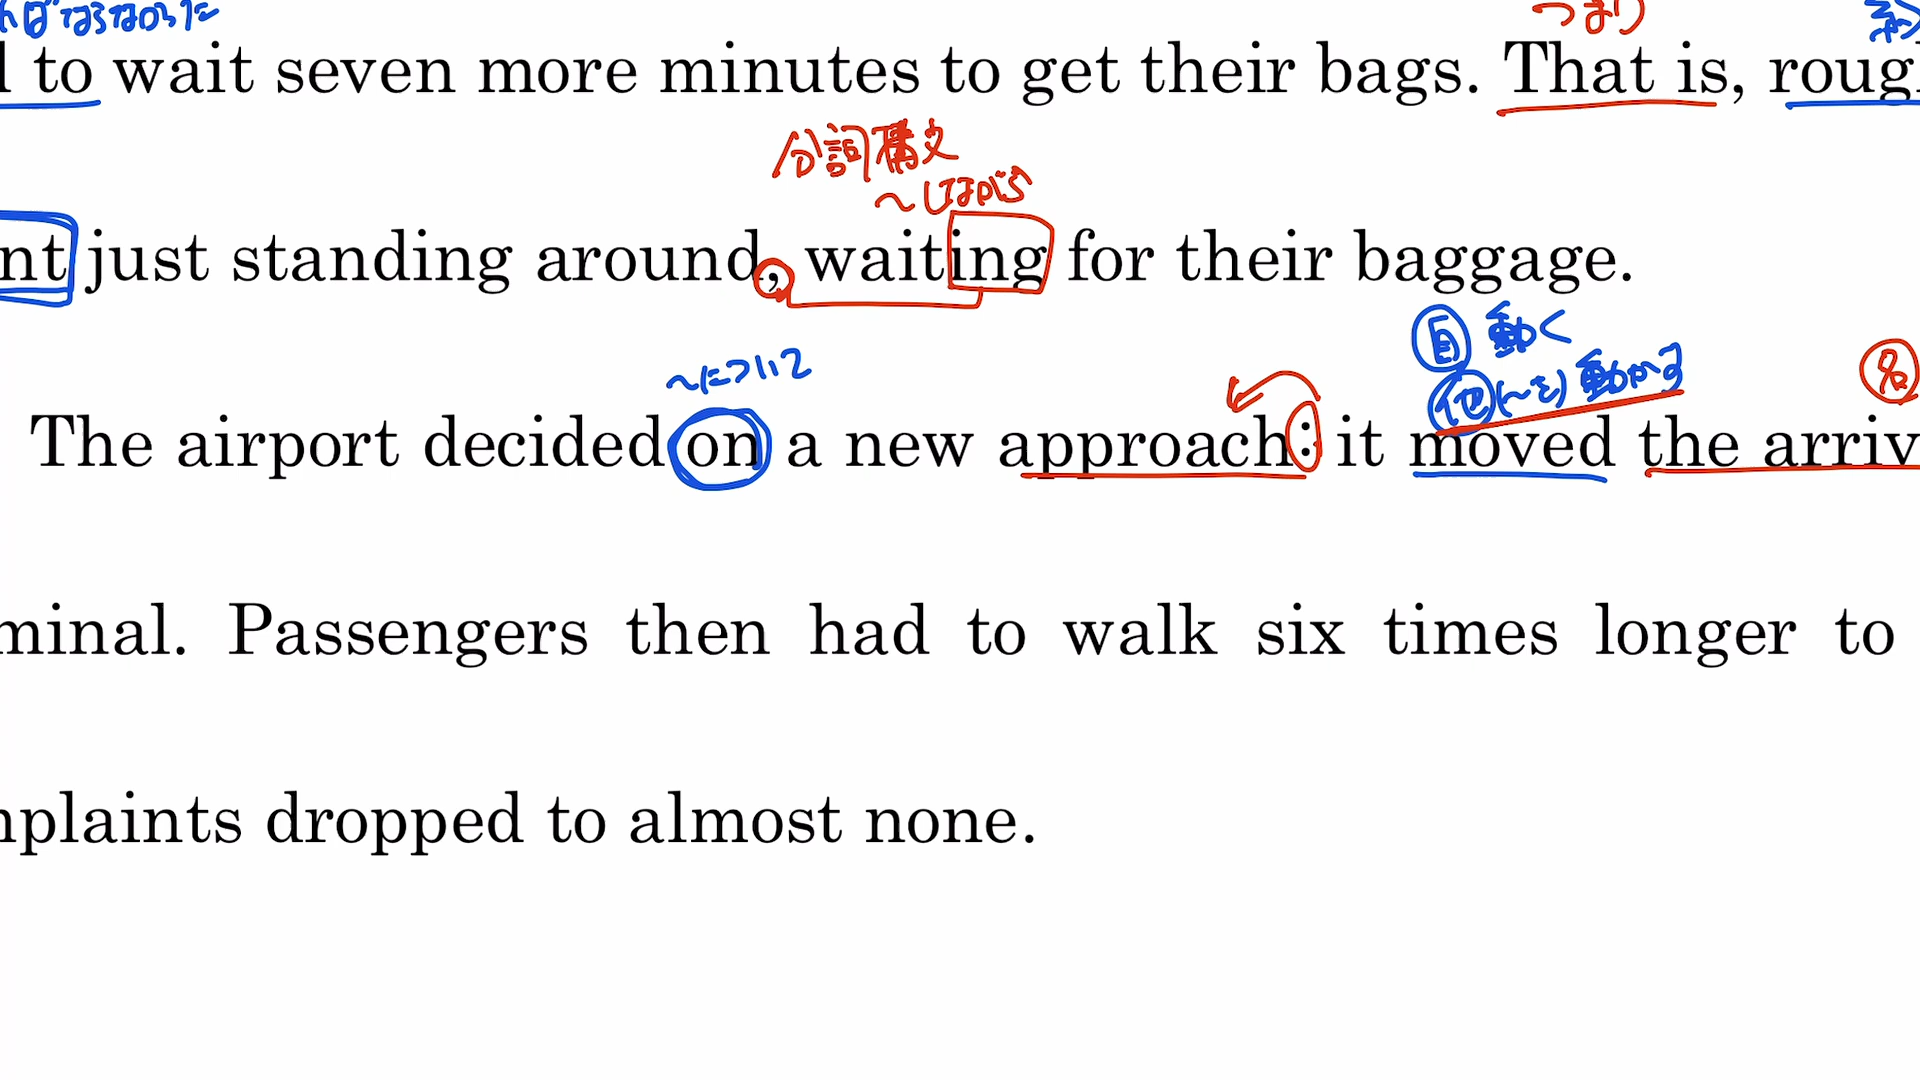 ればならなかった つまり
to wait seven more minutes to get their bags. That is,
分詞構文
〜しながら
just standing around, waiting for their baggage.
自 動く
〜について 他(〜を)動かす 名
The airport decided on a new approach: it moved the arriv
minal. Passengers then had to walk six times longer to
plaints dropped to almost none.